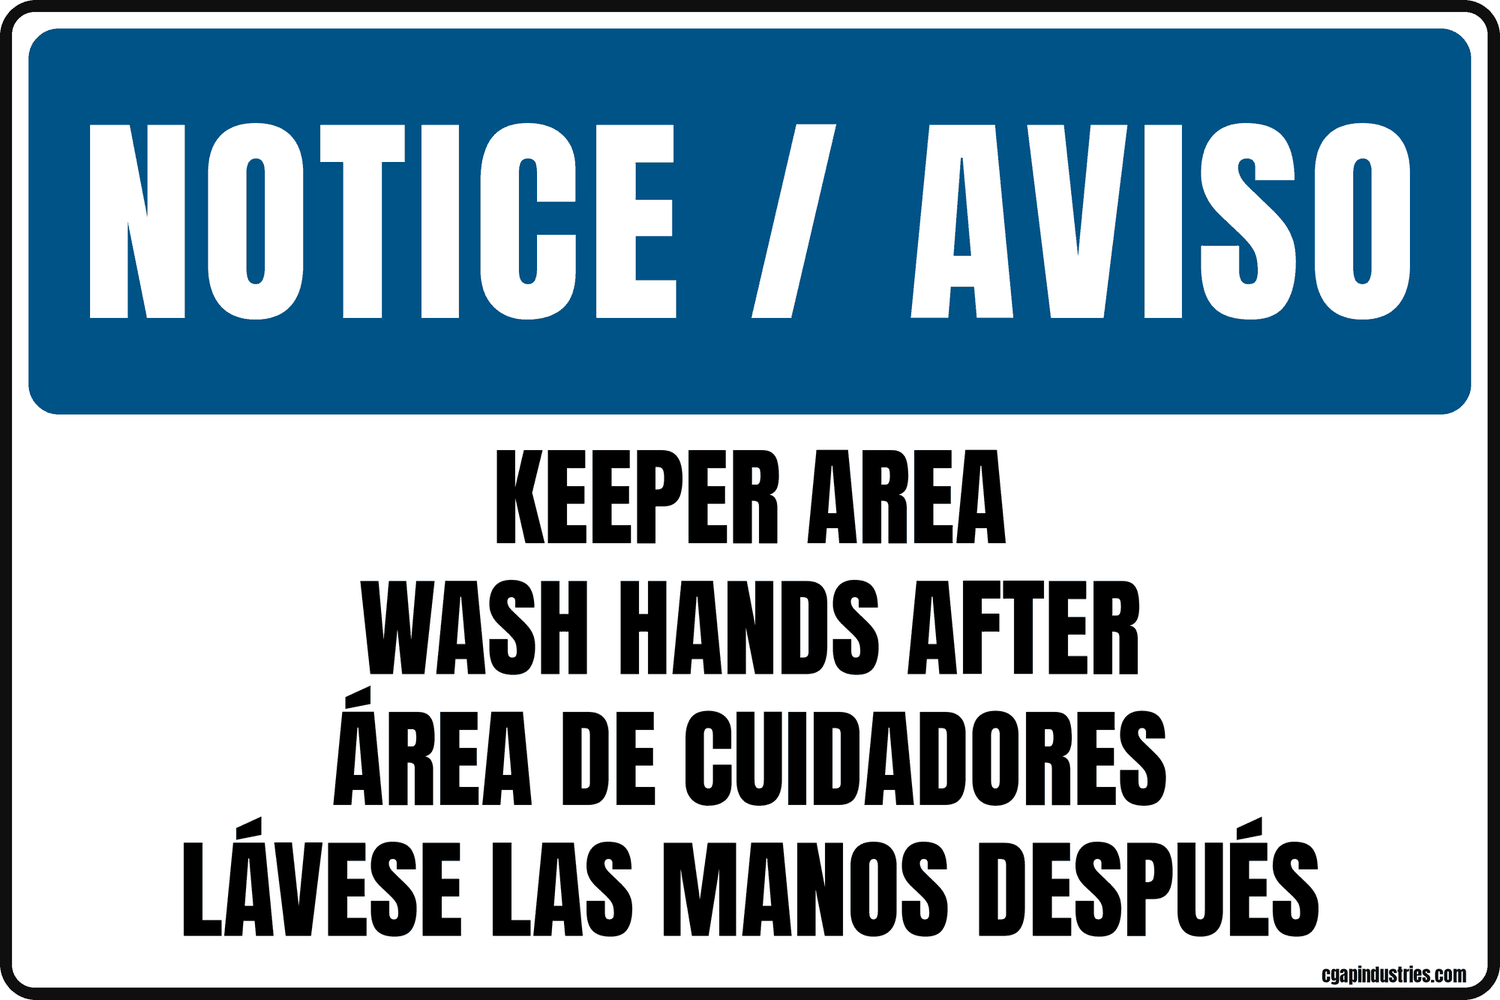 NOTICE / AVISO
KEEPER AREA
WASH HANDS AFTER
ÁREA DE CUIDADORES
LÁVESE LAS MANOS DESPUÉS
cgapindustries.com